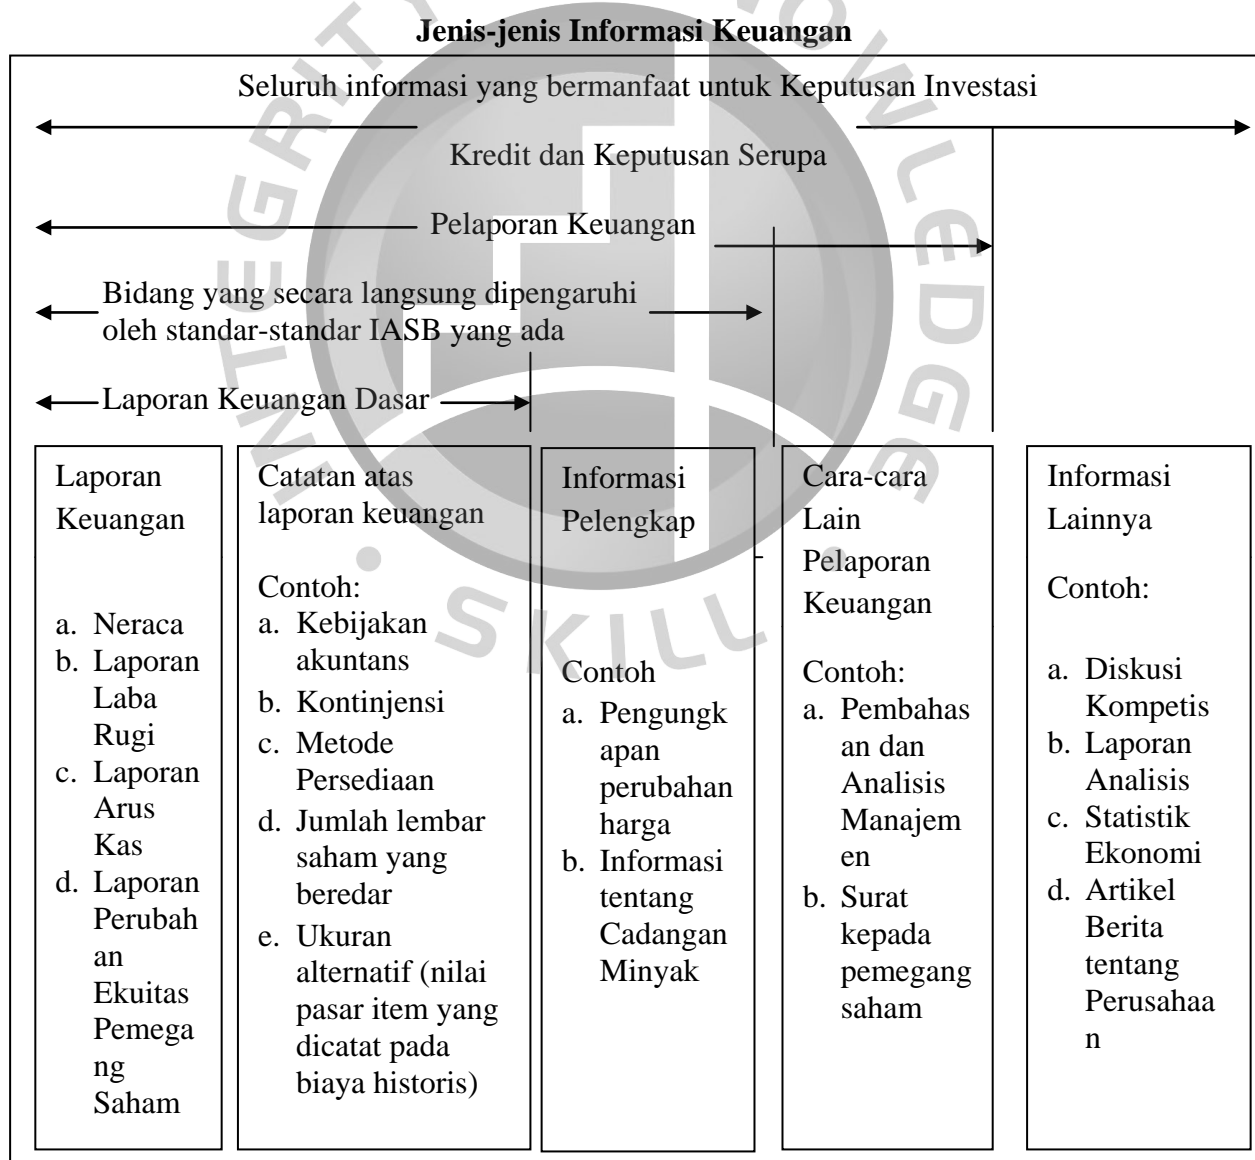 Jenis-jenis Informasi Keuangan
Seluruh informasi yang bermanfaat untuk Keputusan Investasi
Kredit dan Keputusan Serupa
Pelaporan Keuangan
Bidang yang secara langsung dipengaruhi
oleh standar-standar IASB yang ada
Laporan Keuangan Dasar
Laporan
Keuangan
a. Neraca
b. Laporan
Laba
Rugi
c. Laporan
Arus
Kas
d. Laporan
Perubah
an
Ekuitas
Pemega
ng
Saham
Catatan atas
laporan keuangan
Contoh:
a. Kebijakan
akuntans
b. Kontinjensi
c. Metode
Persediaan
d. Jumlah lembar
saham yang
beredar
e. Ukuran
alternatif (nilai
pasar item yang
dicatat pada
biaya historis)
Informasi
Pelengkap
Contoh
a. Pengungk
apan
perubahan
harga
b. Informasi
tentang
Cadangan
Minyak
Cara-cara
Lain
Pelaporan
Keuangan
Contoh:
a. Pembahas
an dan
Analisis
Manajem
en
b. Surat
kepada
pemegang
saham
Informasi
Lainnya
Contoh:
a. Diskusi
Kompetis
b. Laporan
Analisis
c. Statistik
Ekonomi
d. Artikel
Berita
tentang
Perusahaa
n
INTEGRITY
SKILL